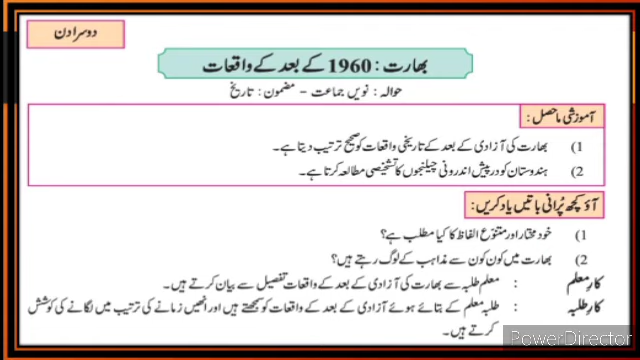 دوسرا دن
بھارت : 1960 کے بعد کے واقعات
حوالہ : نویں جماعت - مضمون : تاریخ
آموزشی ماحصل :
1) بھارت کی آزادی کے بعد کے تاریخی واقعات کو صحیح ترتیب دیتا ہے۔
2) ہندوستان کو درپیش اندرونی چیلنجوں کا تشخیصی مطالعہ کرتا ہے۔
آؤ کچھ پُرانی باتیں یاد کریں :
1) خود مختار اور متنوّع الفاظ کا کیا مطلب ہے؟
2) بھارت میں کون کون سے مذاہب کے لوگ رہتے ہیں؟
کارِ معلم : معلم طلبہ سے بھارت کی آزادی کے بعد کے واقعات تفصیل سے بیان کرتے ہیں۔
کارِ طلبہ : طلبہ معلم کے بتائے ہوئے آزادی کے بعد کے واقعات کو سمجھتے ہیں اور انھیں زمانے کی ترتیب میں لگانے کی کوشش
کرتے ہیں۔
PowerDirector